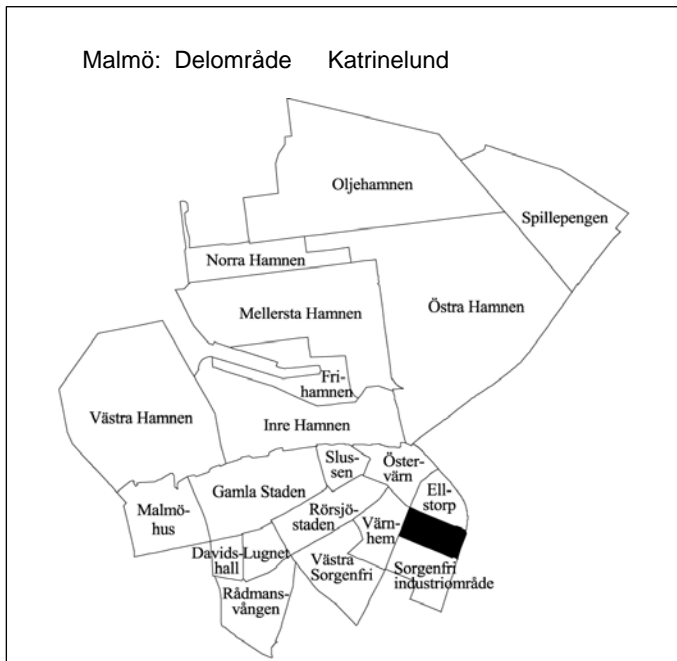 Malmö: Delområde Katrinelund
Oljehamnen
Spillepengen
Norra Hamnen
Mellersta Hamnen
Östra Hamnen
Fri-
hamnen
Västra Hamnen
Inre Hamnen
Slus-
sen
Öster-
värn
Ell-
storp
Gamla Staden
Malmö-
hus
Rörsjö-
staden
Värn-
hem
Davids-
hall
Lugnet
Västra
Sorgenfri
Sorgenfri
industriområde
Rådmans-
vången